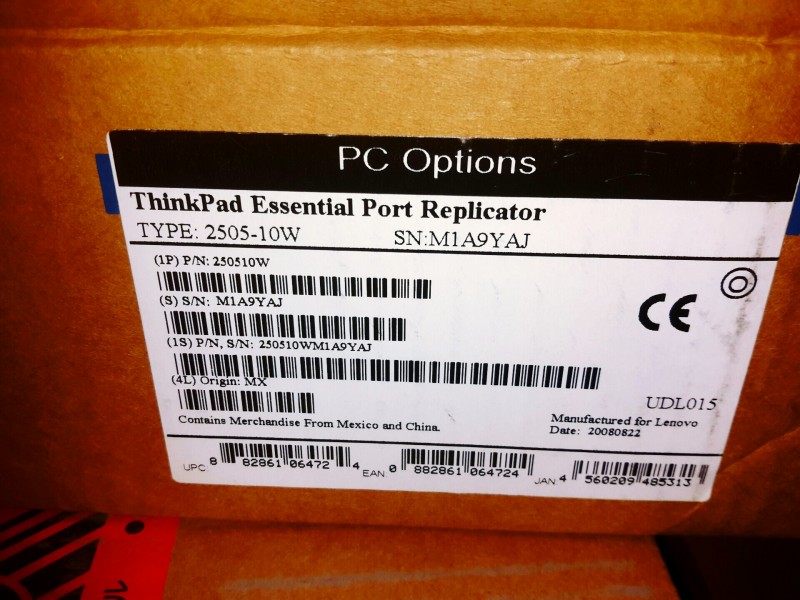 PC Options
ThinkPad Essential Port Replicator
TYPE: 2505-10W SN:M1A9YAJ
(1P) P/N: 250510W
(S) S/N: M1A9YAJ
(1S) P/N, S/N: 250510WM1A9YAJ
(4L) Origin: MX
CE
UDL015
Contains Merchandise From Mexico and China.
Manufactured for Lenovo
Date: 20080822
UPC 8 82861 06472 4 EAN 0 882861 064724 JAN 4 560209 485313